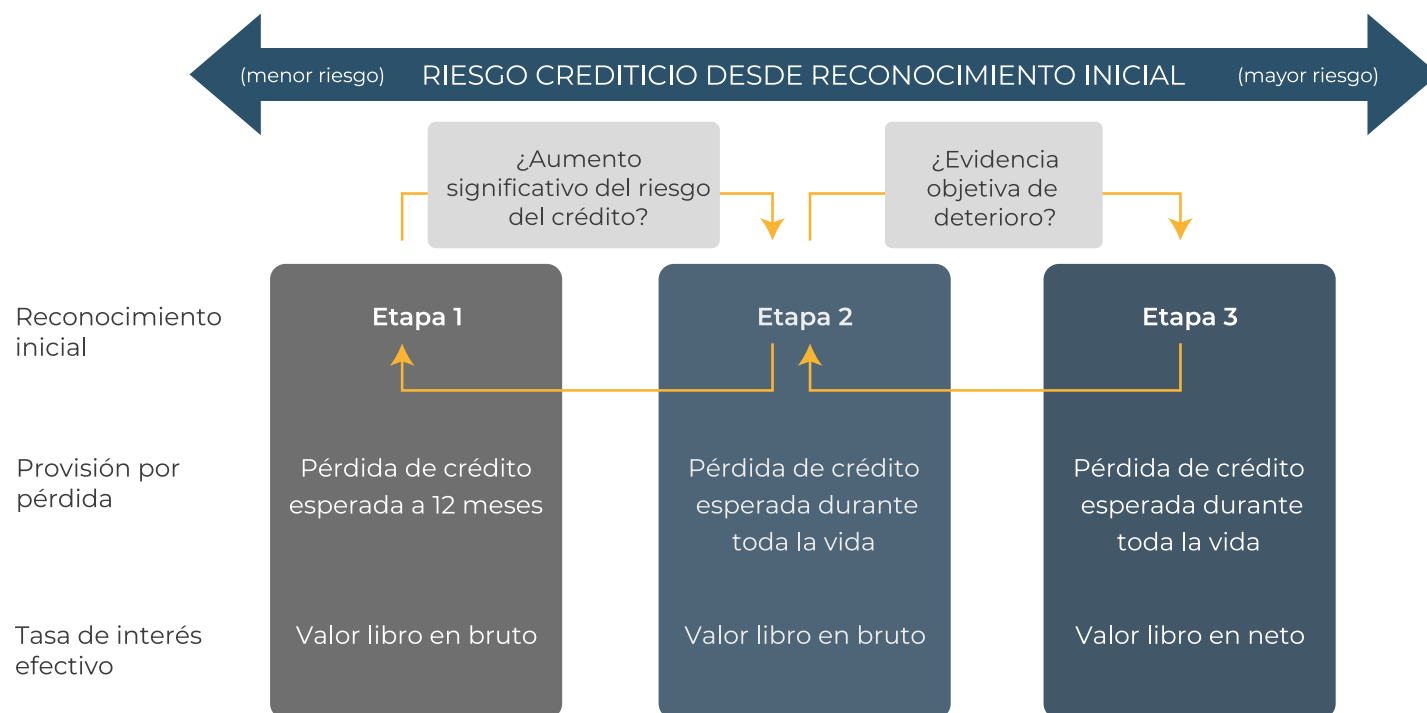 (menor riesgo) RIESGO CREDITICIO DESDE RECONOCIMIENTO INICIAL (mayor riesgo)
¿Aumento
significativo del riesgo
del crédito?
¿Evidencia
objetiva de
deterioro?
Reconocimiento
inicial
Etapa 1
Etapa 2
Etapa 3
Provisión por
pérdida
Pérdida de crédito
esperada a 12 meses
Pérdida de crédito
esperada durante
toda la vida
Pérdida de crédito
esperada durante
toda la vida
Tasa de interés
efectivo
Valor libro en bruto
Valor libro en bruto
Valor libro en neto